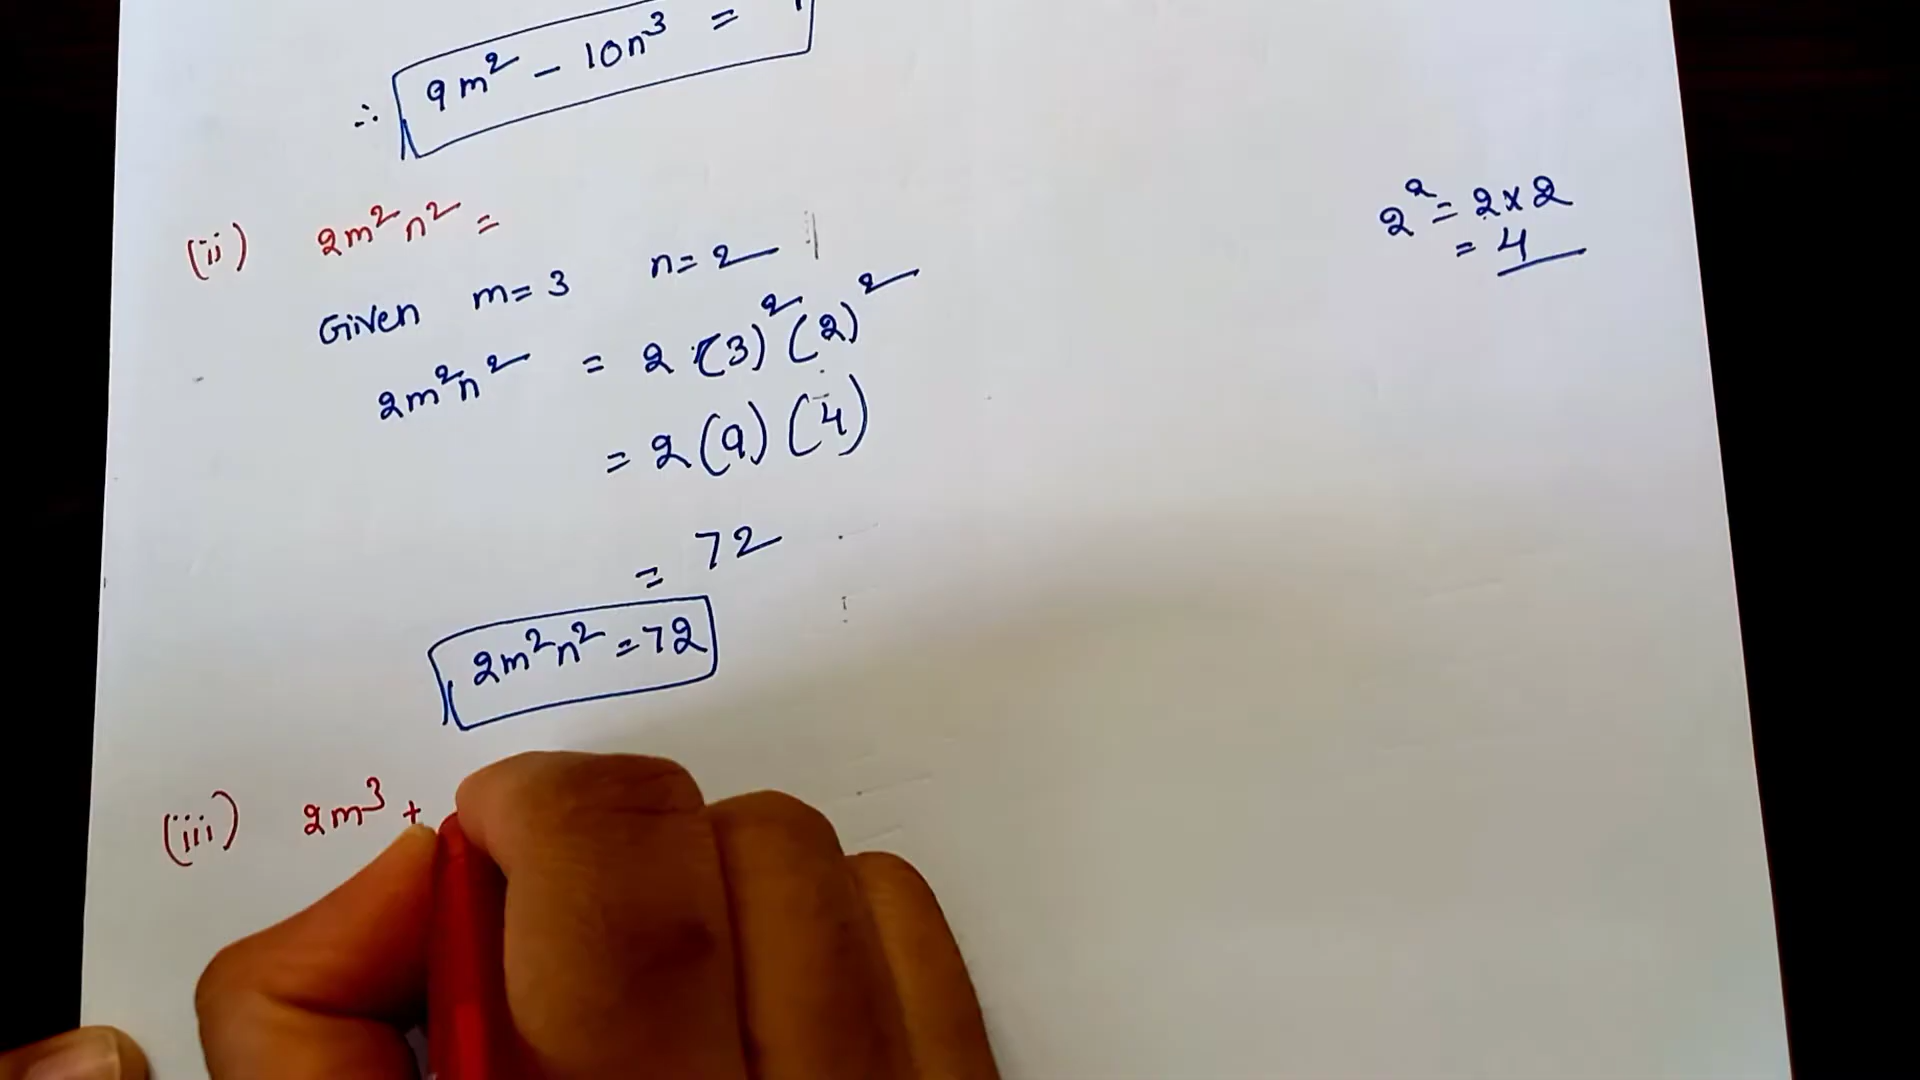 ∴ 9m² - 10n³ =
(ii) 2m²n² =
Given m=3 n=2
2m²n² = 2 (3)² (2)²
= 2(9) (4)
= 72
2m²n² = 72
(iii) 2m³ +
2² = 2×2
= 4